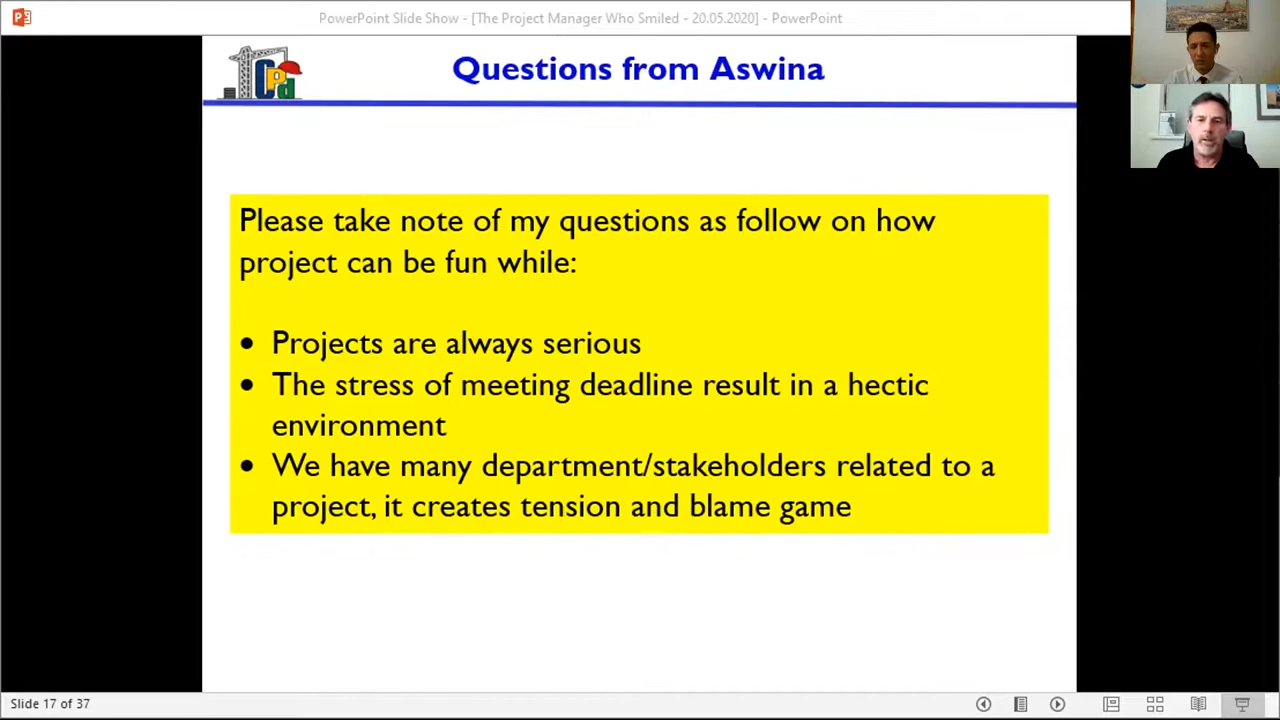 PowerPoint Slide Show - [The Project Manager Who Smiled - 20.05.2020] - PowerPoint
CPd
Questions from Aswina
Please take note of my questions as follow on how
project can be fun while:
• Projects are always serious
• The stress of meeting deadline result in a hectic
environment
• We have many department/stakeholders related to a
project, it creates tension and blame game
Slide 17 of 37